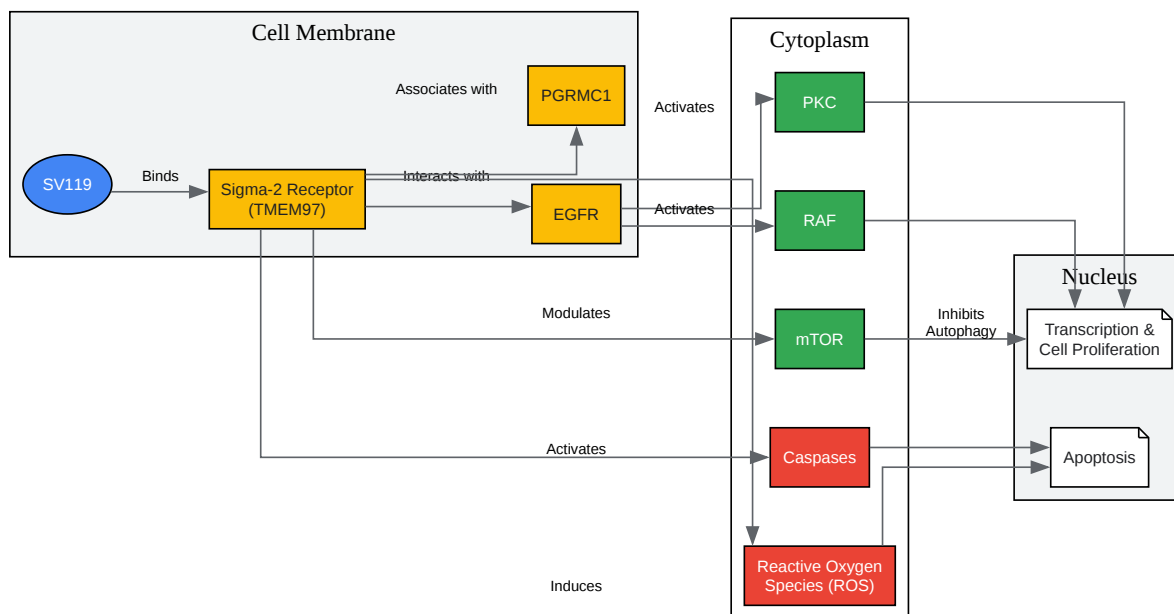 Cell Membrane
Cytoplasm
Associates with
PGRMC1
Activates
PKC
SV119
Binds
Sigma-2 Receptor
(TMEM97)
Interacts with
EGFR
Activates
RAF
Nucleus
Modulates
mTOR
Inhibits
Autophagy
Transcription &
Cell Proliferation
Activates
Caspases
Apoptosis
Induces
Reactive Oxygen
Species (ROS)